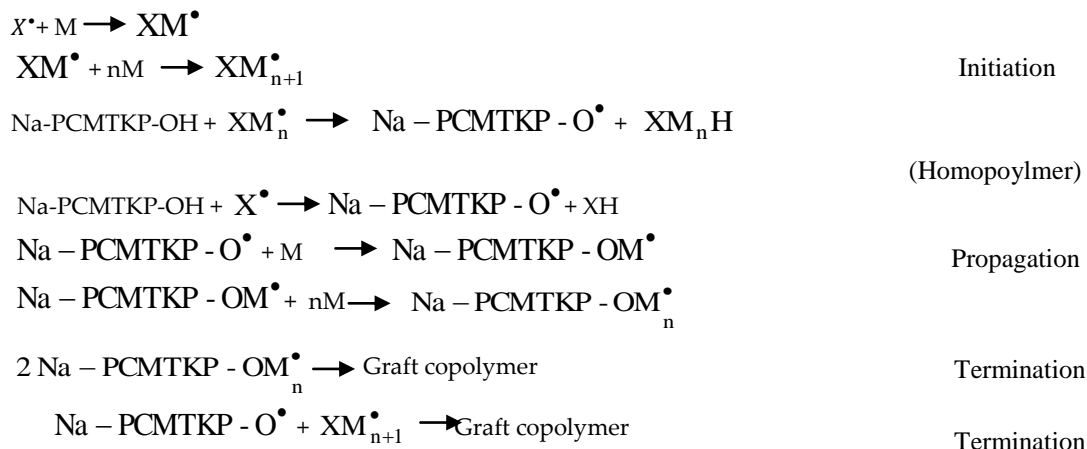 X• + M ⟶ XM•
XM• + nM ⟶ XM•n+1 Initiation
Na-PCMTKP-OH + XM•n ⟶ Na – PCMTKP - O• + XMnH
(Homopoylmer)
Na-PCMTKP-OH + X• ⟶ Na – PCMTKP - O• + XH
Na – PCMTKP - O• + M ⟶ Na – PCMTKP - OM• Propagation
Na – PCMTKP - OM• + nM ⟶ Na – PCMTKP - OM•n
2 Na – PCMTKP - OM•n ⟶ Graft copolymer Termination
Na – PCMTKP - O• + XM•n+1 ⟶ Graft copolymer Termination